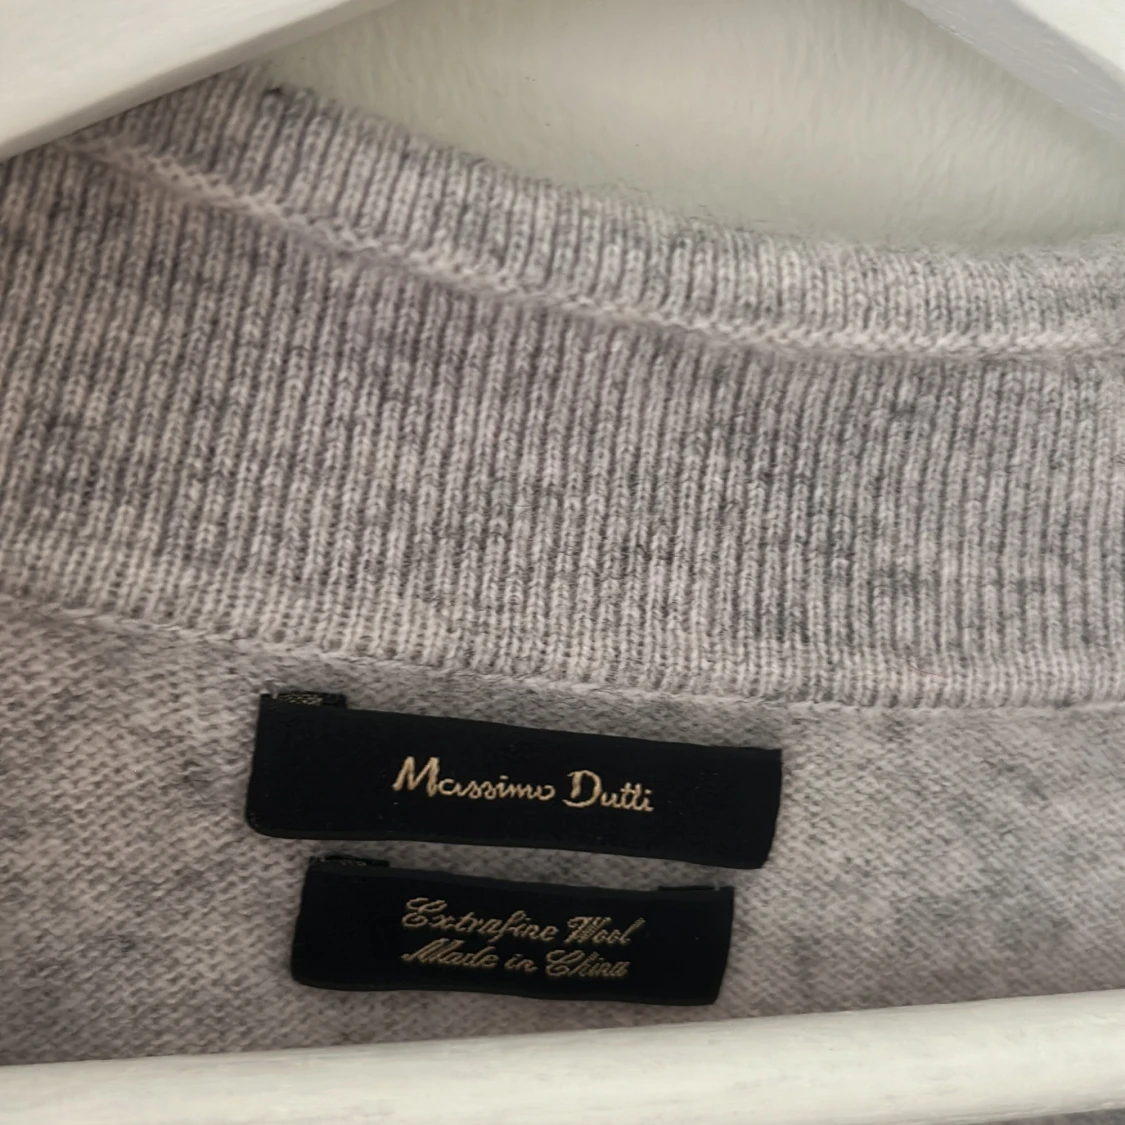 Massimo Dutti
Extrafine Wool
Made in China